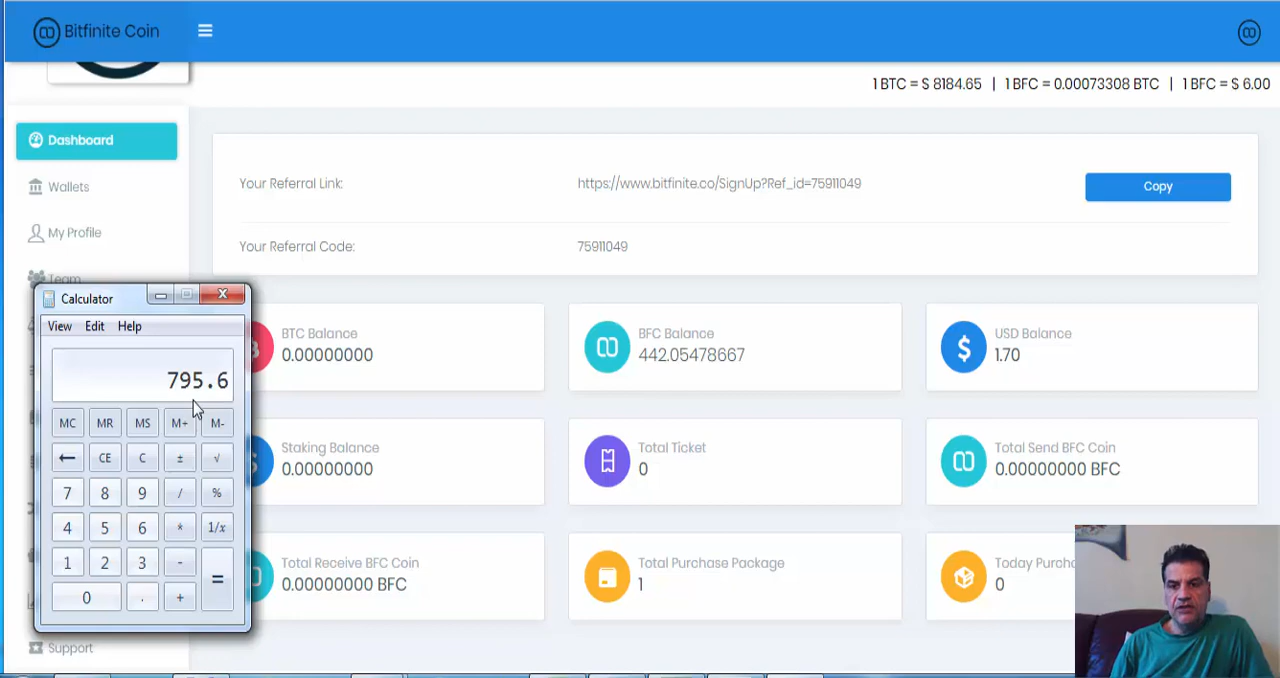 Bitfinite Coin
1 BTC = $ 8184.65 | 1 BFC = 0.00073308 BTC | 1 BFC = $ 6.00
Dashboard
Wallets
My Profile
Team
Support
Your Referral Link:
https://www.bitfinite.co/SignUp?Ref_id=75911049
Copy
Your Referral Code:
75911049
BTC Balance
0.00000000
BFC Balance
442.05478667
USD Balance
1.70
Staking Balance
0.00000000
Total Ticket
0
Total Send BFC Coin
0.00000000 BFC
Total Receive BFC Coin
0.00000000 BFC
Total Purchase Package
1
Today
0
Calculator
View Edit Help
795.6
MC MR MS M+ M-
← CE C ± √
7 8 9 / %
4 5 6 * 1/x
1 2 3 - =
0 . +